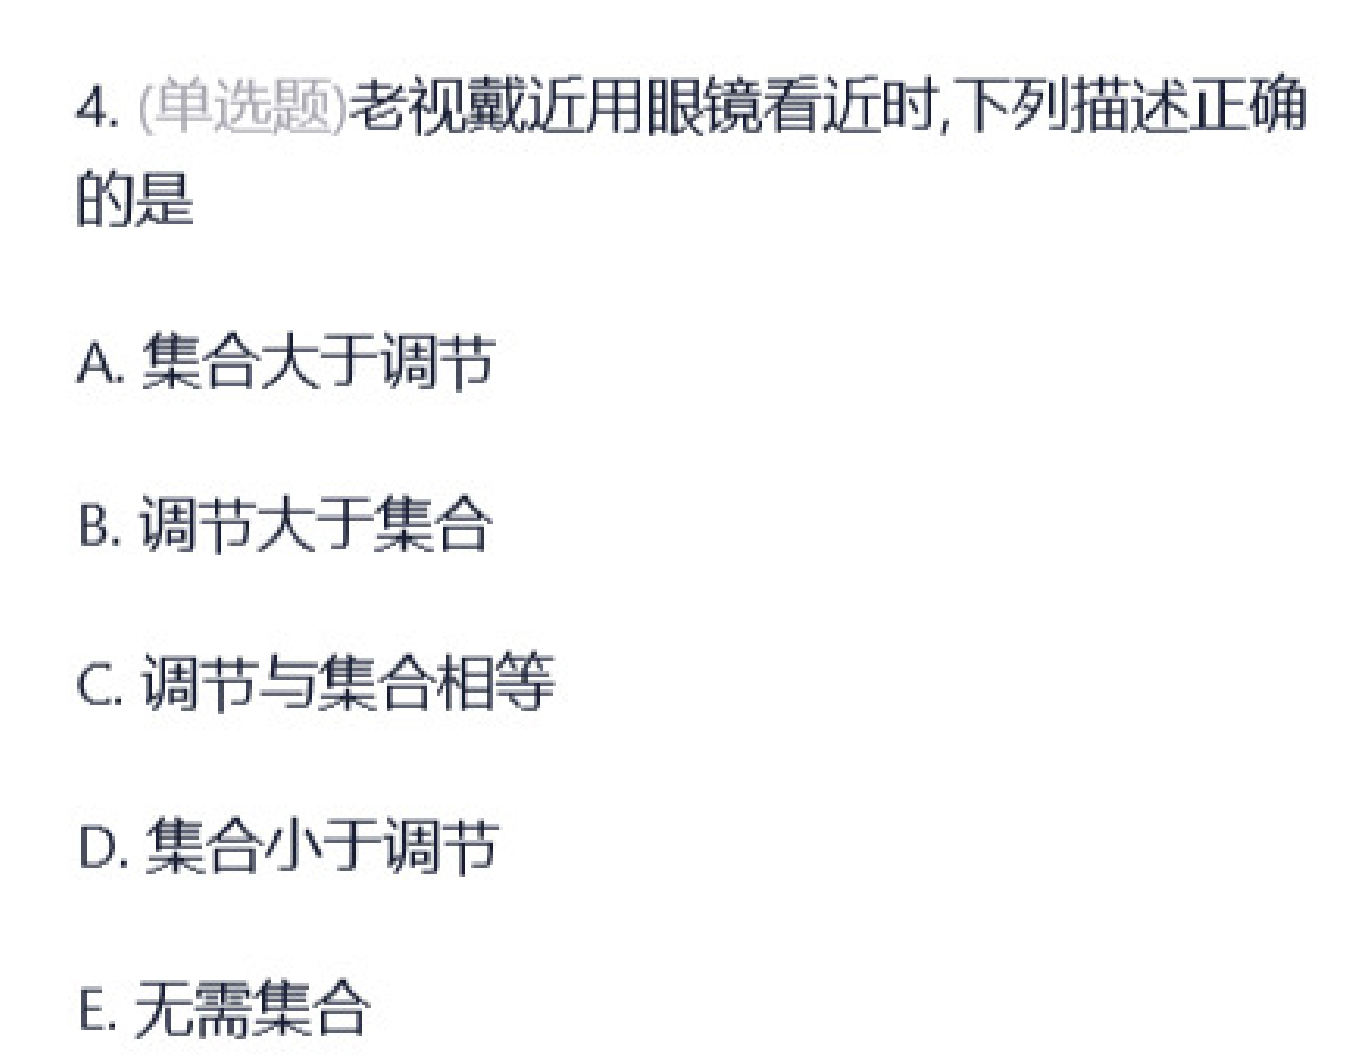 4. (单选题)老视戴近用眼镜看近时,下列描述正确
的是
A. 集合大于调节
B. 调节大于集合
C. 调节与集合相等
D. 集合小于调节
E. 无需集合